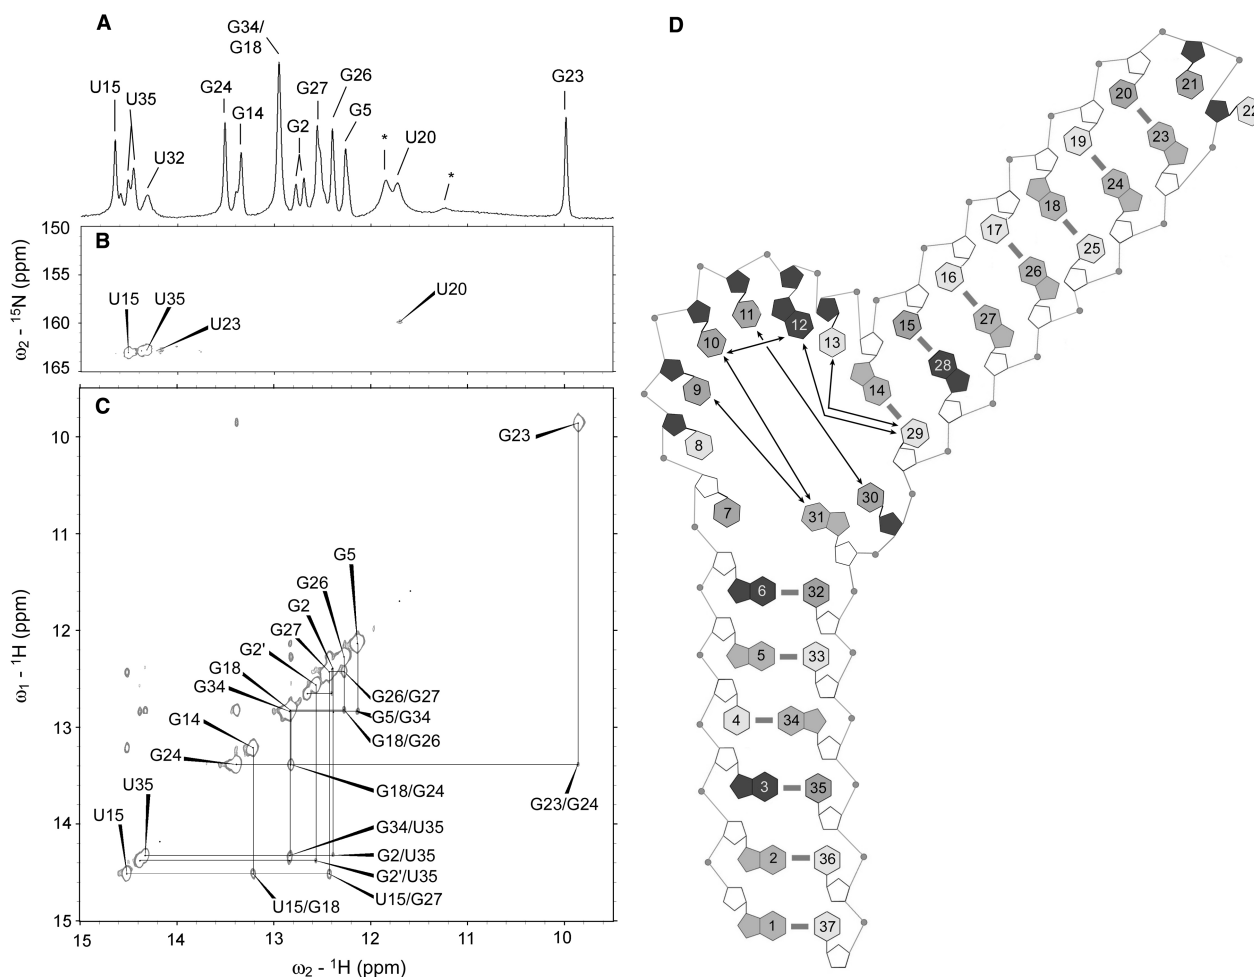 A
G34/
G18
G26
G23
U15
U35
G24
G14
G27
G2
G5
U32
*
U20
*
150
B
155
U20
U15
U35
U23
160
165
ω2 - 15N (ppm)
C
10
G23
11
G5
G26
G2
12
G27
G2'
G18
G34
G26/G27
G5/G34
13
G14
G18/G26
G24
G18/G24
U35
G23/G24
U15
14
G34/U35
G2/U35
G2'/U35
U15/G27
U15/G18
15
ω1 - 1H (ppm)
15
14
13
12
11
10
ω2 - 1H (ppm)
D
1
2
3
4
5
6
7
8
9
10
11
12
13
14
15
16
17
18
19
20
21
22
23
24
25
26
27
28
29
30
31
32
33
34
35
36
37